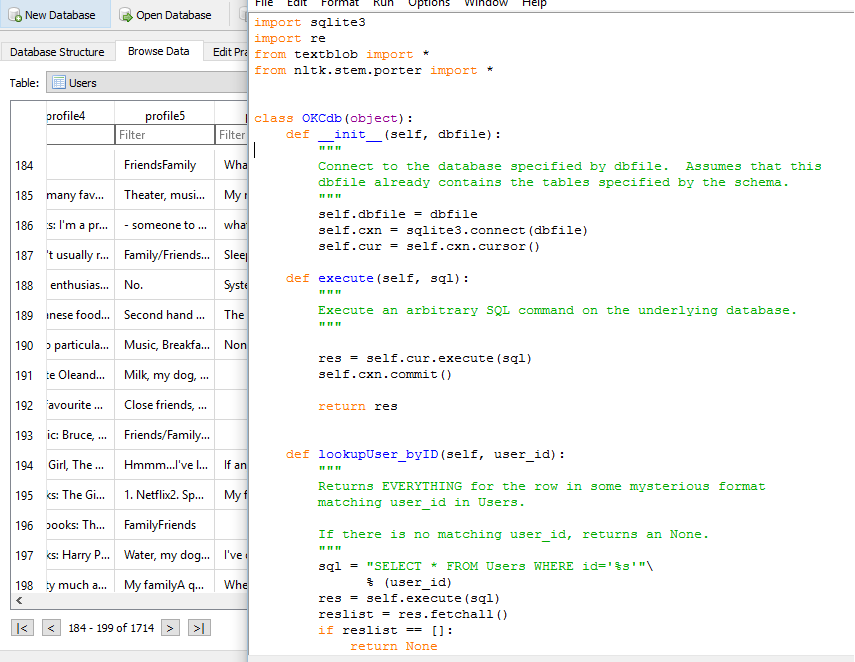 New Database
Open Database
Database Structure
Browse Data
Edit Pra
Table:
Users
profile4
profile5
Filter
Filter
184
FriendsFamily
Wha
185
many fav...
Theater, musi...
My r
186
s: I'm a pr...
- someone to ...
what
187
't usually r...
Family/Friends...
Sleep
188
enthusias...
No.
Syste
189
nese food...
Second hand ...
The
190
particula...
Music, Breakfa...
Non
191
te Oleand...
Milk, my dog, ...
192
avourite ...
Close friends, ...
193
ic: Bruce, ...
Friends/Family...
194
Girl, The ...
Hmmm...I've l...
If an
195
ks: The Gi...
1. Netflix2. Sp...
My f
196
ooks: Th...
FamilyFriends
197
ks: Harry P...
Water, my dog...
I've
198
ty much a...
My familyA q...
Whe
<
|<
<
184 - 199 of 1714
>
>|
File Edit Format Run Options Window Help
import sqlite3
import re
from textblob import *
from nltk.stem.porter import *
class OKCdb(object):
def __init__(self, dbfile):
"""
Connect to the database specified by dbfile.  Assumes that this
dbfile already contains the tables specified by the schema.
"""
self.dbfile = dbfile
self.cxn = sqlite3.connect(dbfile)
self.cur = self.cxn.cursor()
def execute(self, sql):
"""
Execute an arbitrary SQL command on the underlying database.
"""
res = self.cur.execute(sql)
self.cxn.commit()
return res
def lookupUser_byID(self, user_id):
"""
Returns EVERYTHING for the row in some mysterious format
matching user_id in Users.
If there is no matching user_id, returns an None.
"""
sql = "SELECT * FROM Users WHERE id='%s'"\
% (user_id)
res = self.execute(sql)
reslist = res.fetchall()
if reslist == []:
return None